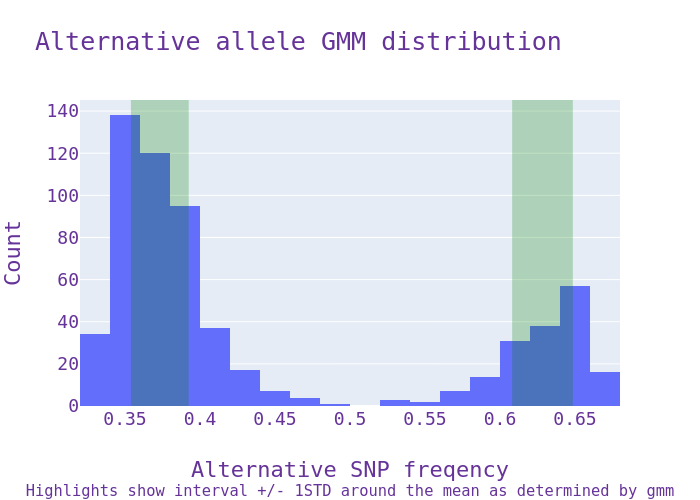 Alternative allele GMM distribution
140
120
100
80
60
40
20
0
Count
0.35 0.4 0.45 0.5 0.55 0.6 0.65
Alternative SNP freqency
Highlights show interval +/- 1STD around the mean as determined by gmm